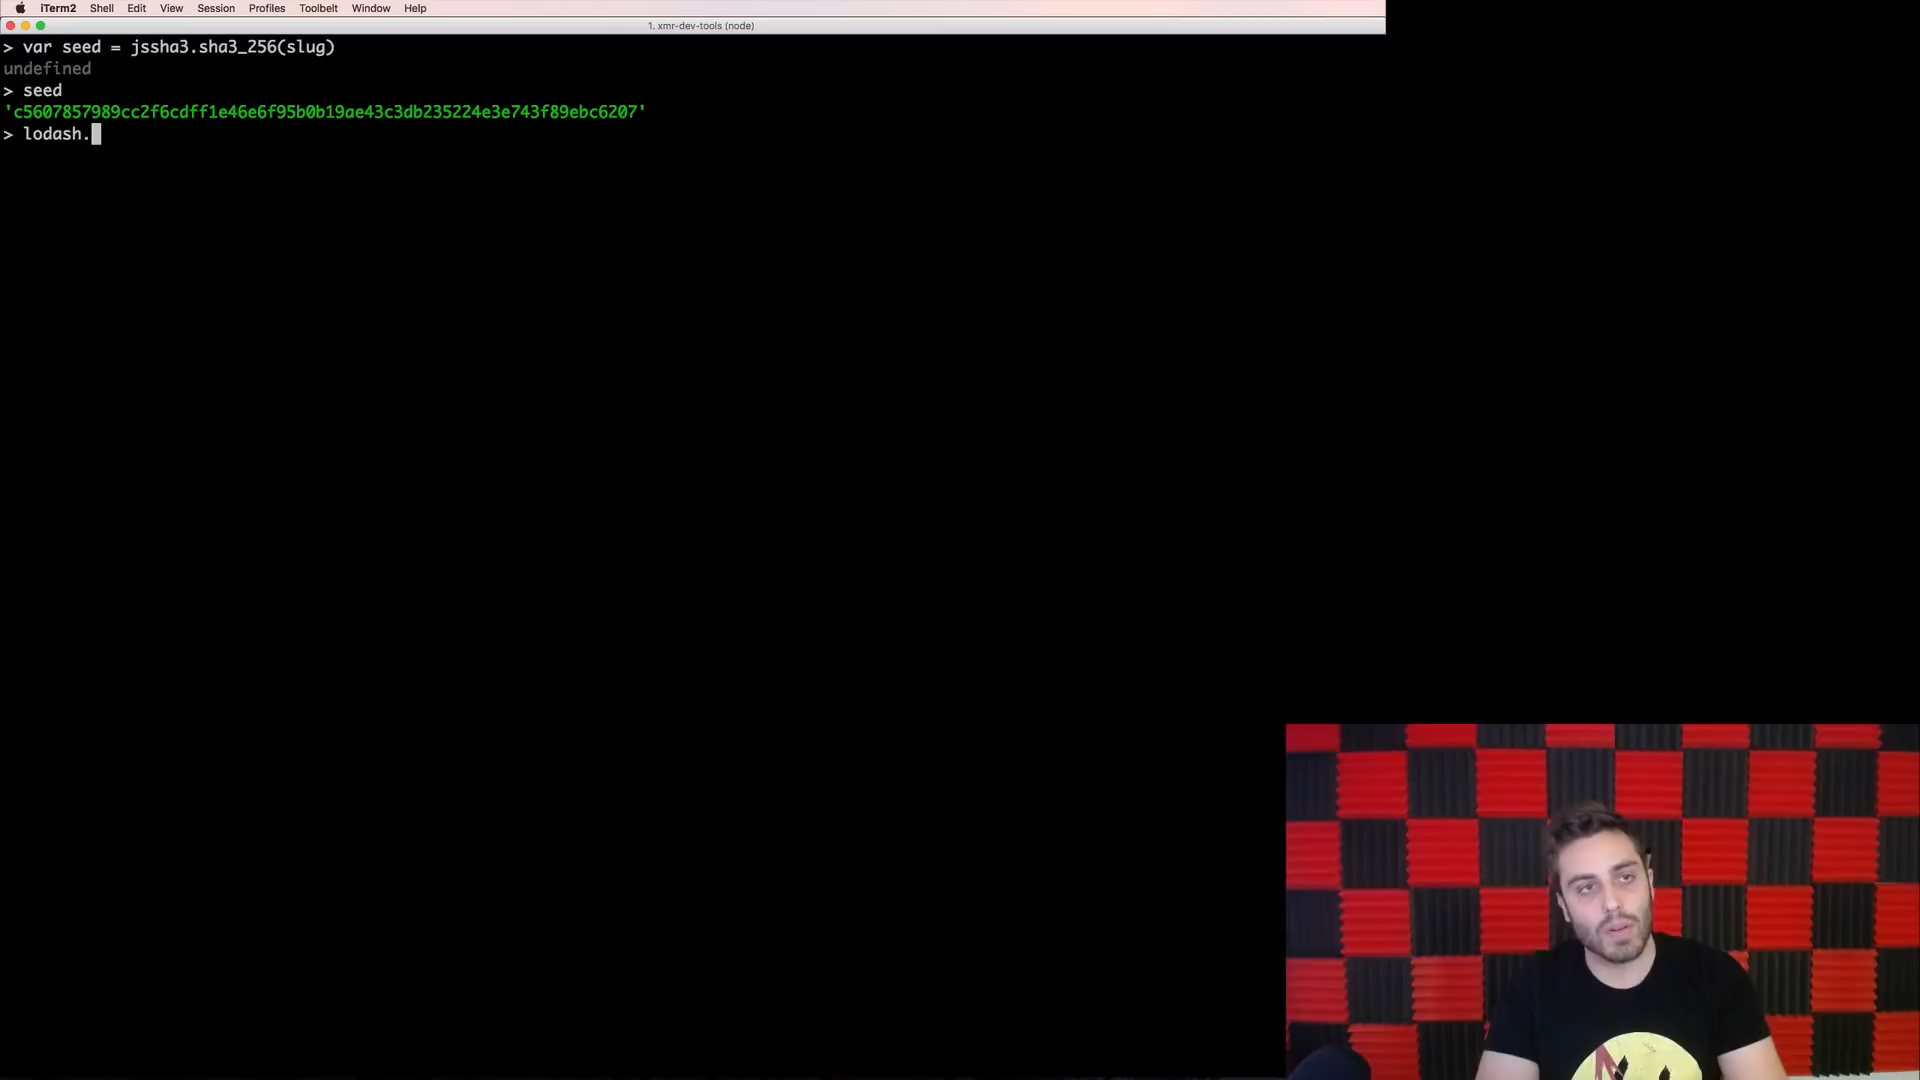 iTerm2 Shell Edit View Session Profiles Toolbelt Window Help
1. xmr-dev-tools (node)
> var seed = jssha3.sha3_256(slug)
undefined
> seed
'c5607857989cc2f6cdff1e46e6f95b0b19ae43c3db235224e3e743f89ebc6207'
> lodash.